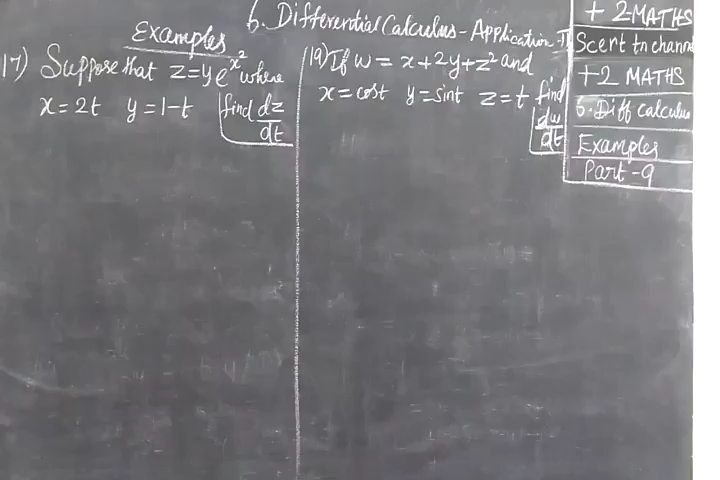 6. Differential Calculus - Application - II
Examples
17) Suppose that z = ye^x² where
x = 2t y = 1-t find dz/dt
19) If w = x + 2y + z² and
x = cost y = sint z = t find
dw/dt
+ 2 MATHS
Scert tn channel
+2 MATHS
6. Diff calculus
Examples
Part-9